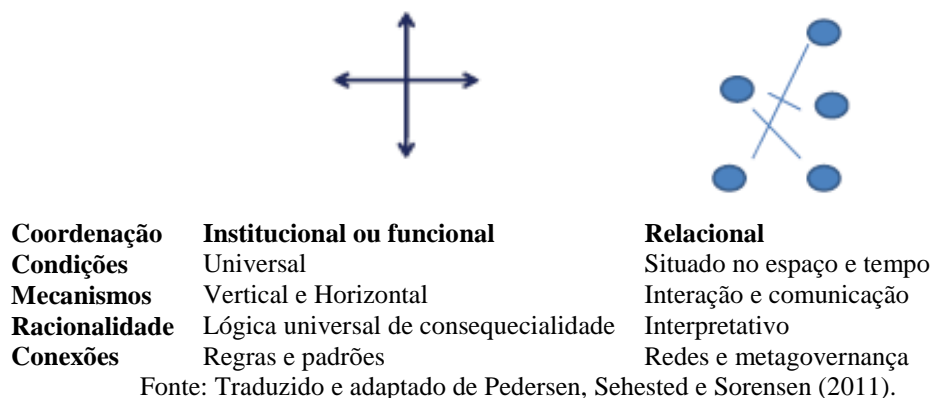 Coordenação Institucional ou funcional Relacional
Condições Universal Situado no espaço e tempo
Mecanismos Vertical e Horizontal Interação e comunicação
Racionalidade Lógica universal de consequecialidade Interpretativo
Conexões Regras e padrões Redes e metagovernança
Fonte: Traduzido e adaptado de Pedersen, Sehested e Sorensen (2011).